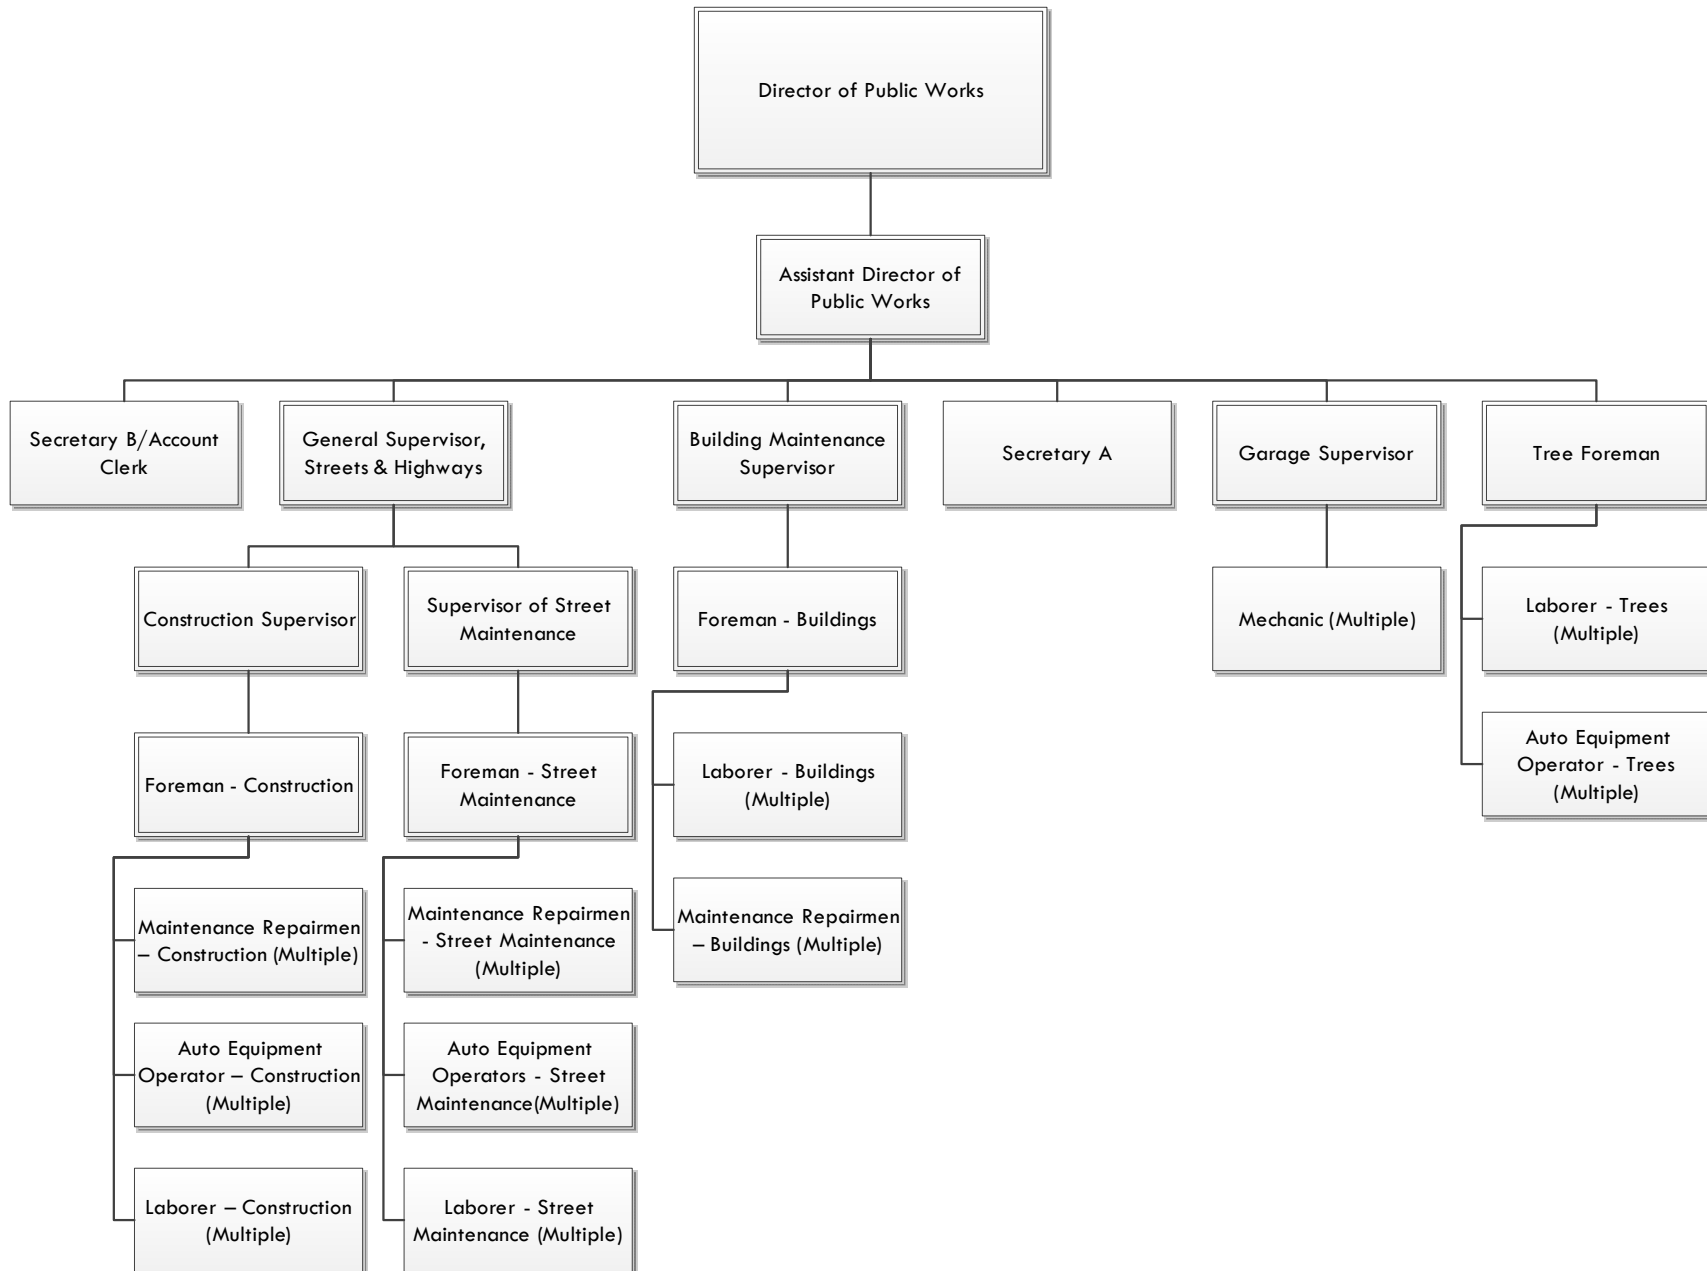 Director of Public Works
Assistant Director of
Public Works
Secretary B/Account
Clerk
General Supervisor,
Streets & Highways
Building Maintenance
Supervisor
Secretary A
Garage Supervisor
Tree Foreman
Construction Supervisor
Supervisor of Street
Maintenance
Foreman - Buildings
Mechanic (Multiple)
Laborer - Trees
(Multiple)
Foreman - Construction
Foreman - Street
Maintenance
Laborer - Buildings
(Multiple)
Auto Equipment
Operator - Trees
(Multiple)
Maintenance Repairmen
– Construction (Multiple)
Maintenance Repairmen
- Street Maintenance
(Multiple)
Maintenance Repairmen
– Buildings (Multiple)
Auto Equipment
Operator – Construction
(Multiple)
Auto Equipment
Operators - Street
Maintenance(Multiple)
Laborer – Construction
(Multiple)
Laborer - Street
Maintenance (Multiple)